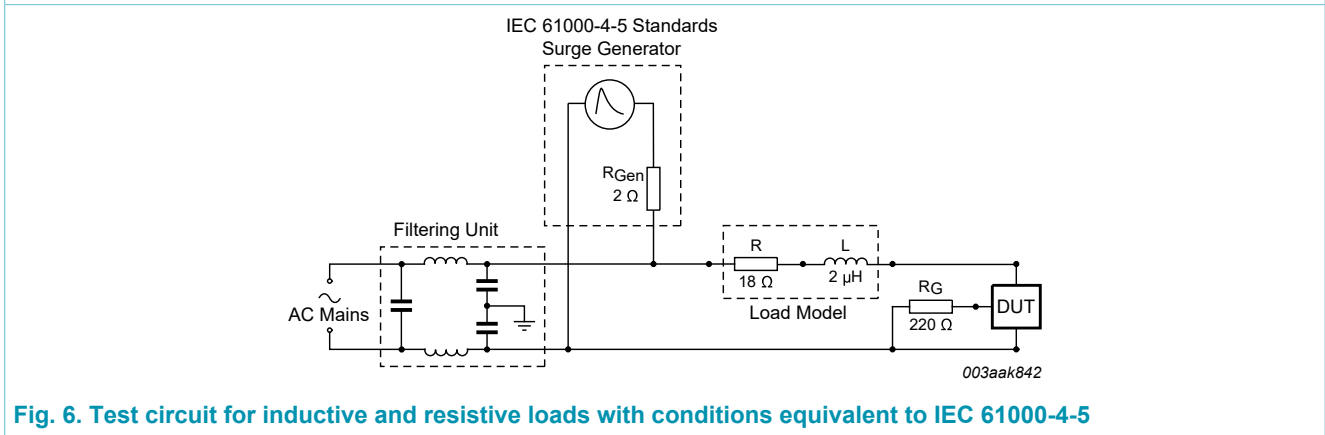 IEC 61000-4-5 Standards
Surge Generator
RGen
2 Ω
Filtering Unit
AC Mains
R
18 Ω
L
2 μH
Load Model
RG
220 Ω
DUT
003aak842
Fig. 6. Test circuit for inductive and resistive loads with conditions equivalent to IEC 61000-4-5